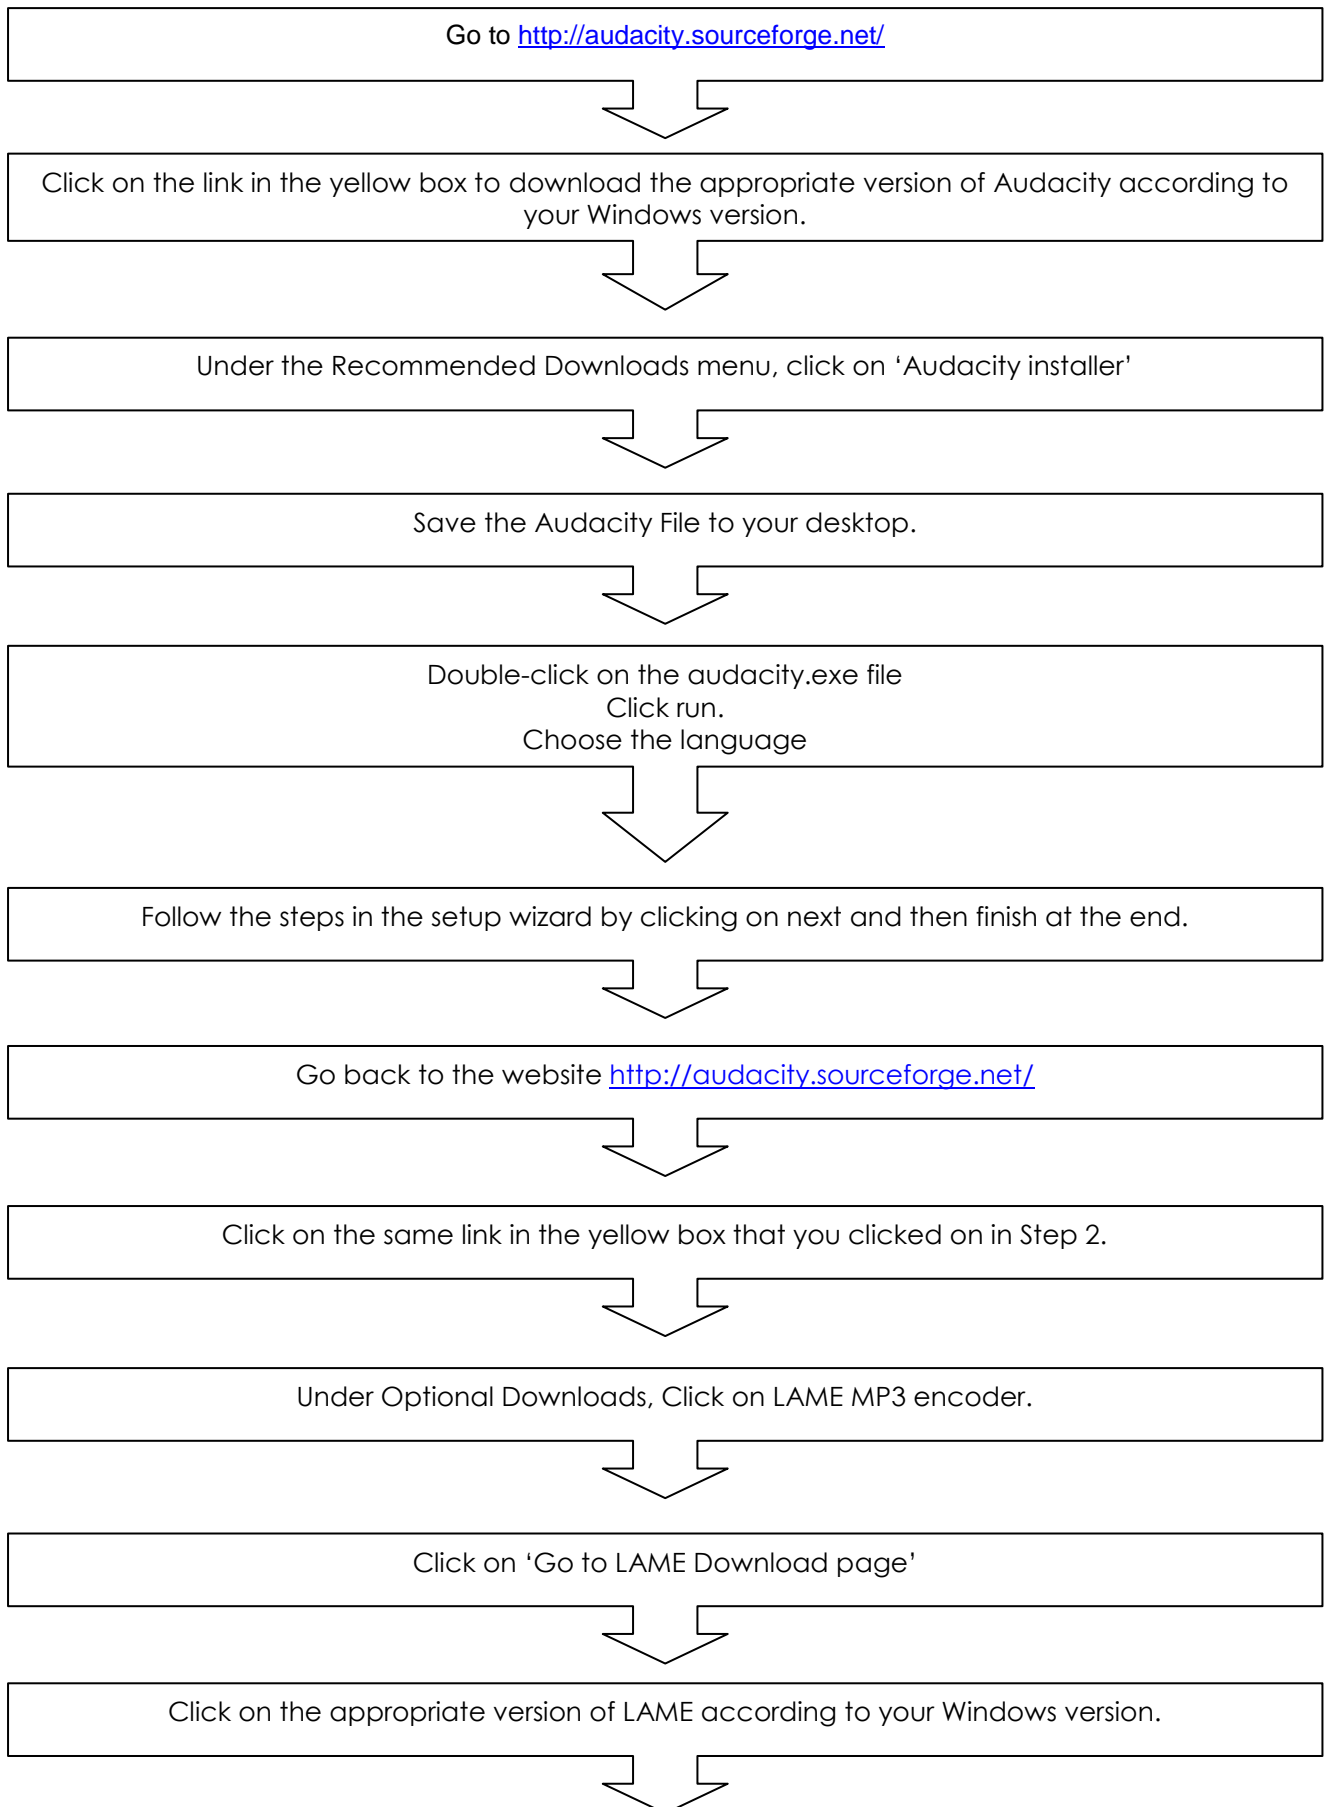 Go to http://audacity.sourceforge.net/
Click on the link in the yellow box to download the appropriate version of Audacity according to
your Windows version.
Under the Recommended Downloads menu, click on ‘Audacity installer’
Save the Audacity File to your desktop.
Double-click on the audacity.exe file
Click run.
Choose the language
Follow the steps in the setup wizard by clicking on next and then finish at the end.
Go back to the website http://audacity.sourceforge.net/
Click on the same link in the yellow box that you clicked on in Step 2.
Under Optional Downloads, Click on LAME MP3 encoder.
Click on ‘Go to LAME Download page’
Click on the appropriate version of LAME according to your Windows version.